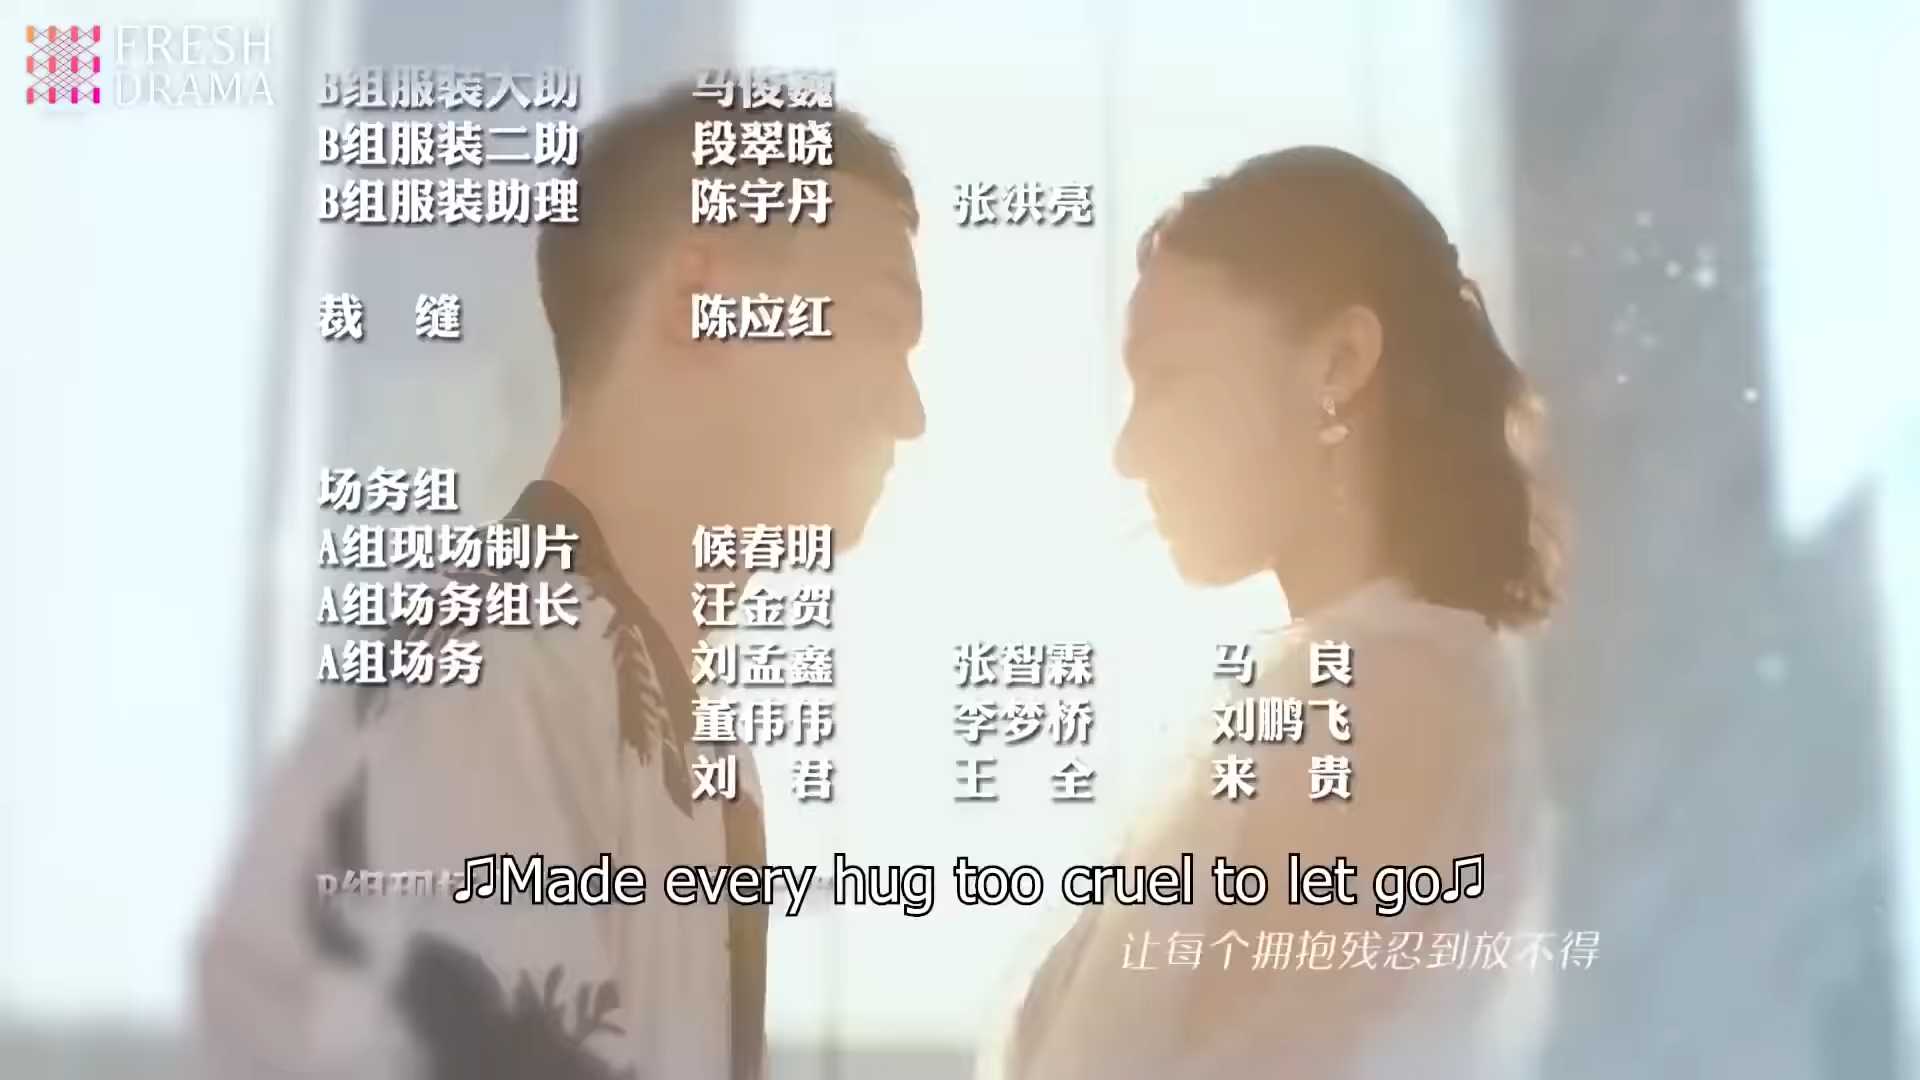 FRESH
DRAMA
B组服装大助 马俊巍
B组服装二助 段翠晓
B组服装助理 陈宇丹 张洪亮
裁 缝 陈应红
场务组
A组现场制片 候春明
A组场务组长 汪金贺
A组场务 刘孟鑫 张智霖 马 良
董伟伟 李梦桥 刘鹏飞
刘 君 王 全 来 贵
B组现场
♫Made every hug too cruel to let go♫
让每个拥抱残忍到放不得